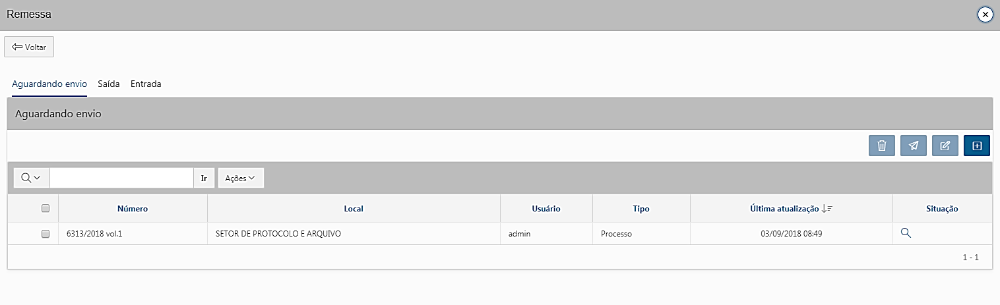 Remessa
Voltar
Aguardando envio Saída Entrada
Aguardando envio
Ir Ações
Número Local Usuário Tipo Última atualização Situação
6313/2018 vol.1 SETOR DE PROTOCOLO E ARQUIVO admin Processo 03/09/2018 08:49
1 - 1